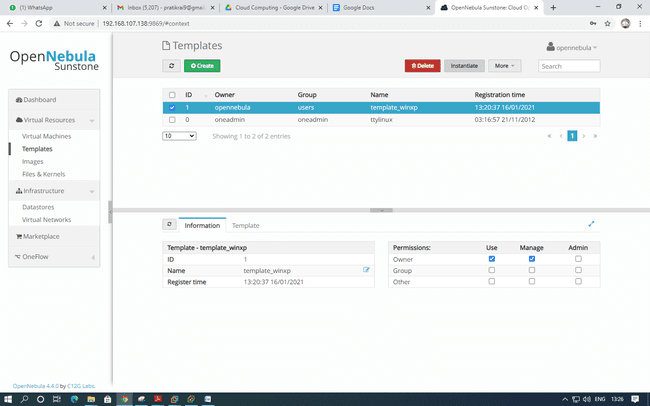 (1) WhatsApp
Inbox (5,207) - pratikraj9@gmai
Cloud Computing - Google Drive
Google Docs
OpenNebula Sunstone: Cloud Op
Not secure | 192.168.107.138:9869/#context
OpenNebula
Sunstone
Templates
opennebula
Create
Delete
Instantiate
More
Search
Dashboard
Virtual Resources
Virtual Machines
Templates
Images
Files & Kernels
Infrastructure
Datastores
Virtual Networks
Marketplace
OneFlow
ID Owner Group Name Registration time
1 opennebula users template_winxp 13:20:37 16/01/2021
0 oneadmin oneadmin ttylinux 03:16:57 21/11/2012
10 Showing 1 to 2 of 2 entries 1
Information Template
Template - template_winxp
ID 1
Name template_winxp
Register time 13:20:37 16/01/2021
Permissions: Use Manage Admin
Owner
Group
Other
OpenNebula 4.4.0 by C12G Labs.
ENG 13:26